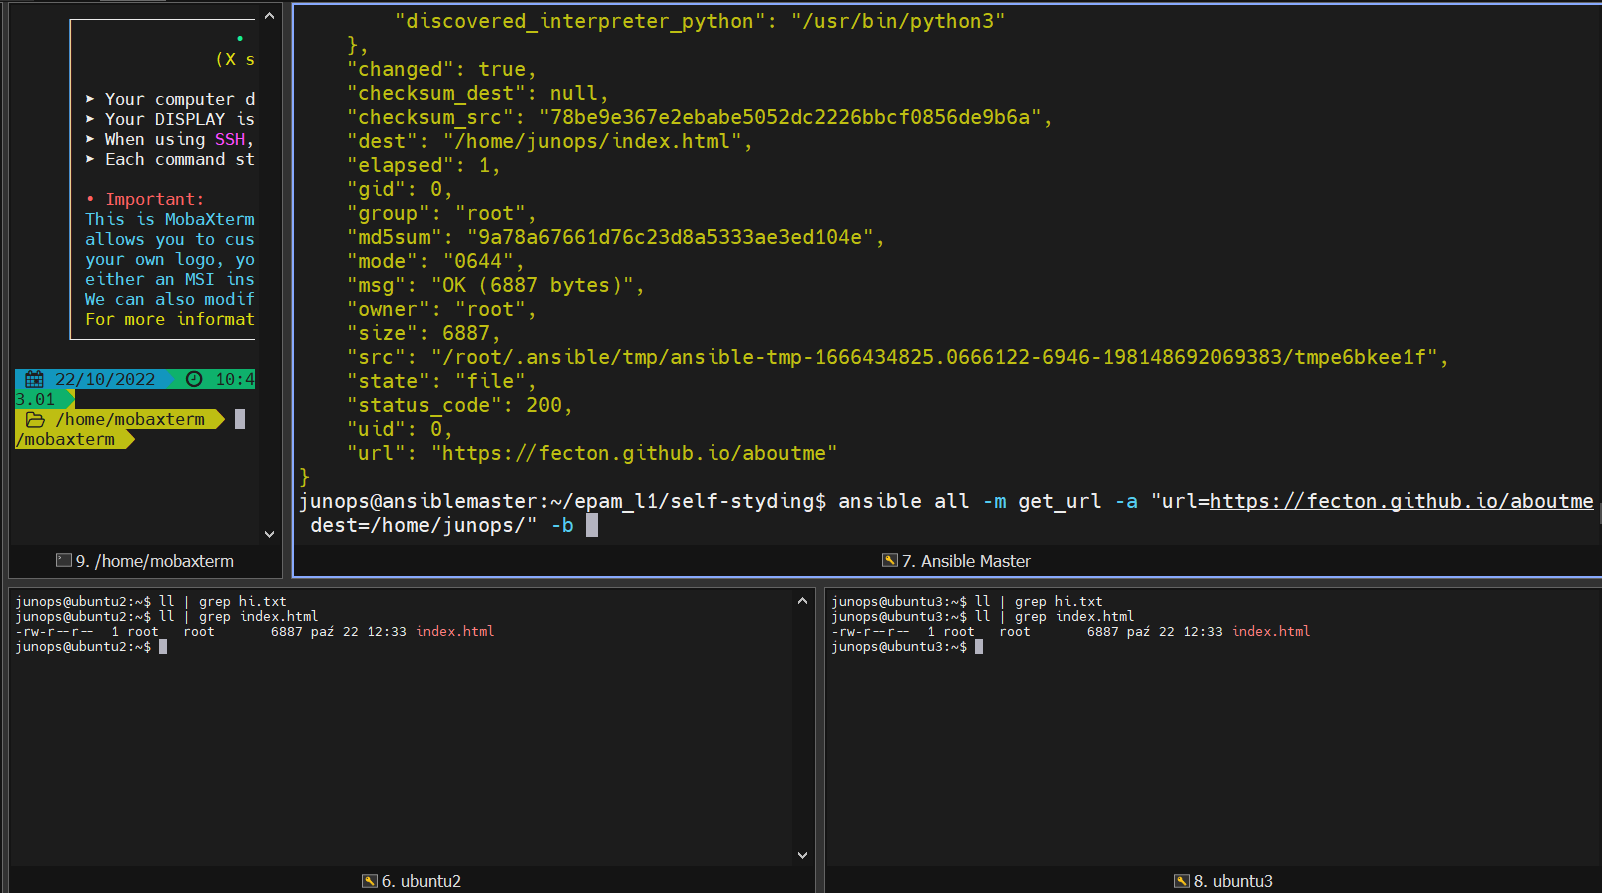 (X s
➤ Your computer d
➤ Your DISPLAY is
➤ When using SSH,
➤ Each command st
• Important:
This is MobaXterm
allows you to cus
your own logo, yo
either an MSI ins
We can also modif
For more informat
22/10/2022 10:4
3.01
/home/mobaxterm
/mobaxterm
9. /home/mobaxterm
"discovered_interpreter_python": "/usr/bin/python3"
},
"changed": true,
"checksum_dest": null,
"checksum_src": "78be9e367e2ebabe5052dc2226bbcf0856de9b6a",
"dest": "/home/junops/index.html",
"elapsed": 1,
"gid": 0,
"group": "root",
"md5sum": "9a78a67661d76c23d8a5333ae3ed104e",
"mode": "0644",
"msg": "OK (6887 bytes)",
"owner": "root",
"size": 6887,
"src": "/root/.ansible/tmp/ansible-tmp-1666434825.0666122-6946-198148692069383/tmpe6bkee1f",
"state": "file",
"status_code": 200,
"uid": 0,
"url": "https://fecton.github.io/aboutme"
}
junops@ansiblemaster:~/epam_l1/self-styding$ ansible all -m get_url -a "url=https://fecton.github.io/aboutme
dest=/home/junops/" -b
7. Ansible Master
junops@ubuntu2:~$ ll | grep hi.txt
junops@ubuntu2:~$ ll | grep index.html
-rw-r--r-- 1 root root 6887 paź 22 12:33 index.html
junops@ubuntu2:~$
6. ubuntu2
junops@ubuntu3:~$ ll | grep hi.txt
junops@ubuntu3:~$ ll | grep index.html
-rw-r--r-- 1 root root 6887 paź 22 12:33 index.html
junops@ubuntu3:~$
8. ubuntu3